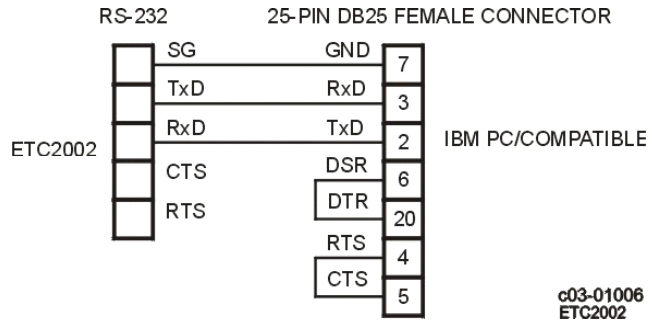 RS-232 25-PIN DB25 FEMALE CONNECTOR
SG GND 7
TxD RxD 3
RxD TxD 2
ETC2002 IBM PC/COMPATIBLE
CTS DSR 6
RTS DTR 20
RTS 4
CTS 5
c03-01006
ETC2002